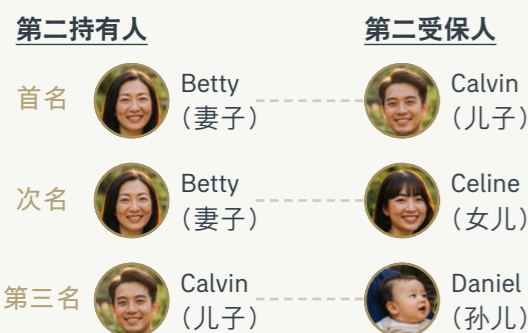 第二持有人 第二受保人
首名 Betty（妻子） Calvin（儿子）
次名 Betty（妻子） Celine（女儿）
第三名 Calvin（儿子） Daniel（孙儿）